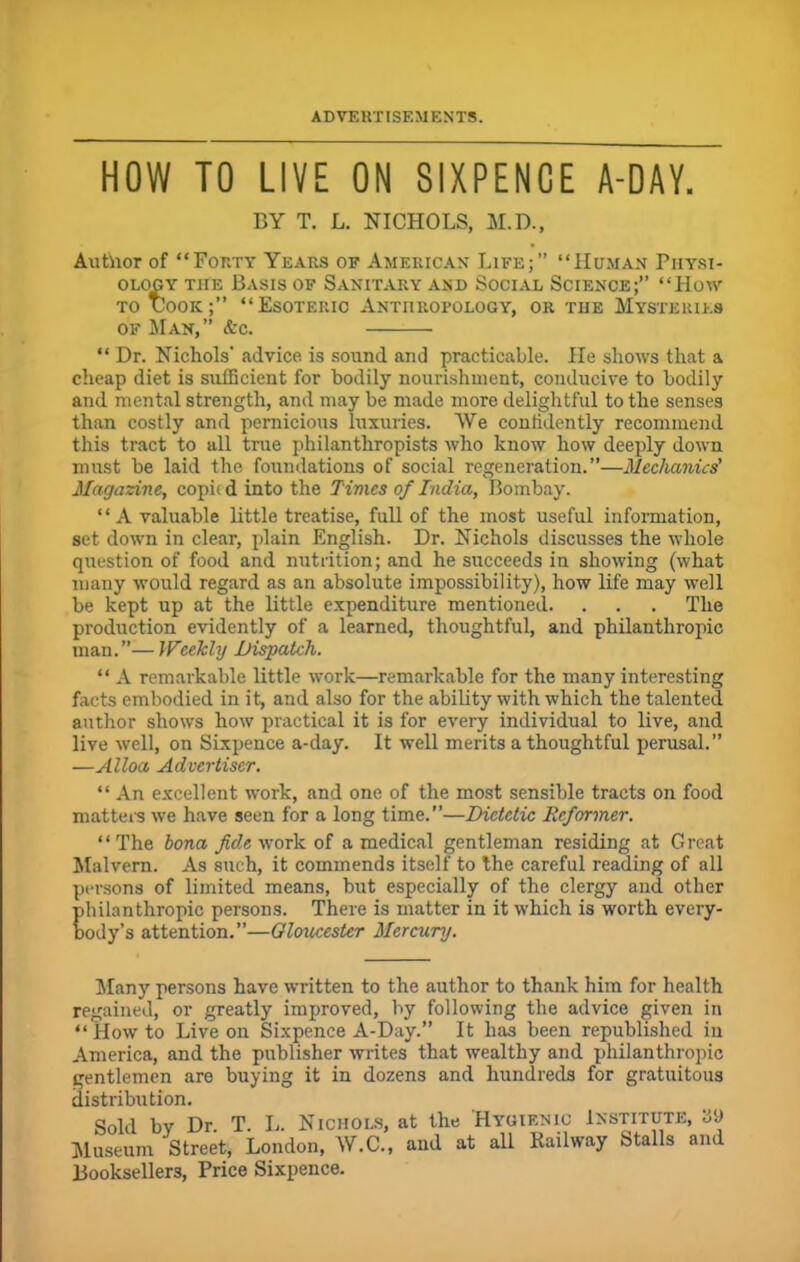 ADVERTISEMENTS.
HOW TO LIVE ON SIXPENCE A-DAY.
BY T. L. NICHOLS, M.D.,
Author of “Forty Years of American Life;” “Human Physi-
ology the Basis of Sanitary and Social Science;” “How
to Cook;” “Esoteric Anthropology, or the Mysteries
of Man,” &c.
“ Dr. Nichols' advice is sound and practicable. He shows that a
cheap diet is sufficient for bodily nourishment, conducive to bodily
and mental strength, and may be made more delightful to the senses
than costly and pernicious luxuries. We confidently recommend
this tract to all true philanthropists who know how deeply down
must be laid the foundations of social regeneration.”—Mechanics'
Magazine, copied into the Times of India, Bombay.
“A valuable little treatise, full of the most useful information,
set down in clear, plain English. Dr. Nichols discusses the whole
question of food and nutrition; and he succeeds in showing (what
many would regard as an absolute impossibility), how life may well
be kept up at the little expenditure mentioned. . . . The
production evidently of a learned, thoughtful, and philanthropic
man.”—Weekly Dispatch.
“ A remarkable little work—remarkable for the many interesting
facts embodied in it, and also for the ability with which the talented
author shows how practical it is for every individual to live, and
live well, on Sixpence a-day. It well merits a thoughtful perusal.”
—Alloa Advertiser.
“ An excellent work, and one of the most sensible tracts on food
matters we have seen for a long time.”—Dietetic Reformer.
“The bona fide work of a medical gentleman residing at Great
Malvern. As such, it commends itself to the careful reading of all
persons of limited means, but especially of the clergy and other
philanthropic persons. There is matter in it which is worth every-
body's attention.”—Gloucester Mercury.
Many persons have written to the author to thank him for health
regained, or greatly improved, by following the advice given in
“How to Live on Sixpence A-Day.” It has been republished in
America, and the publisher writes that wealthy and philanthropic
gentlemen are buying it in dozens and hundreds for gratuitous
distribution.
Sold by Dr. T. L. Nichols, at the Hygienic Institute, 39
Museum Street, London, W.C., and at all Railway Stalls and
Booksellers, Price Sixpence.